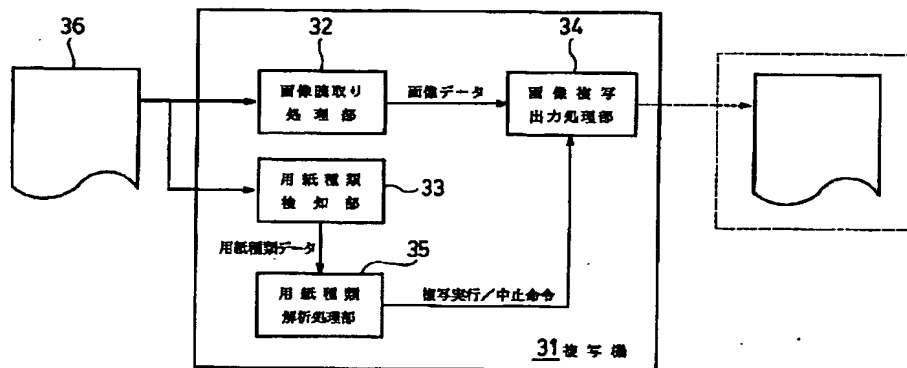 36
32
34
画像読取り
処理部
画像データ
画像複写
出力処理部
用紙種類
検知部
33
用紙種類データ
35
用紙種類
解析処理部
複写実行/中止命令
31 複写機